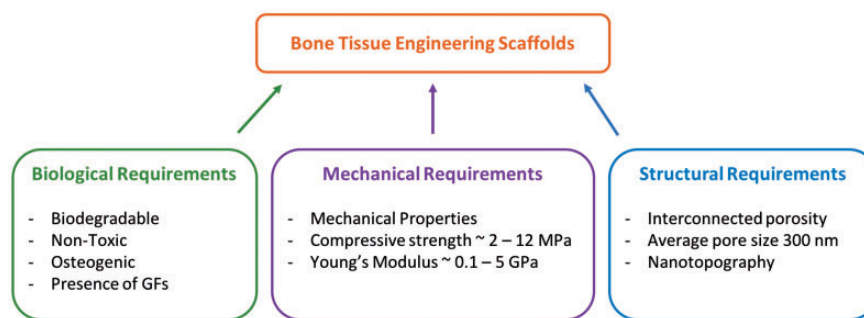 Bone Tissue Engineering Scaffolds
Biological Requirements
- Biodegradable
- Non-Toxic
- Osteogenic
- Presence of GFs
Mechanical Requirements
- Mechanical Properties
- Compressive strength ~ 2 – 12 MPa
- Young's Modulus ~ 0.1 – 5 GPa
Structural Requirements
- Interconnected porosity
- Average pore size 300 nm
- Nanotopography